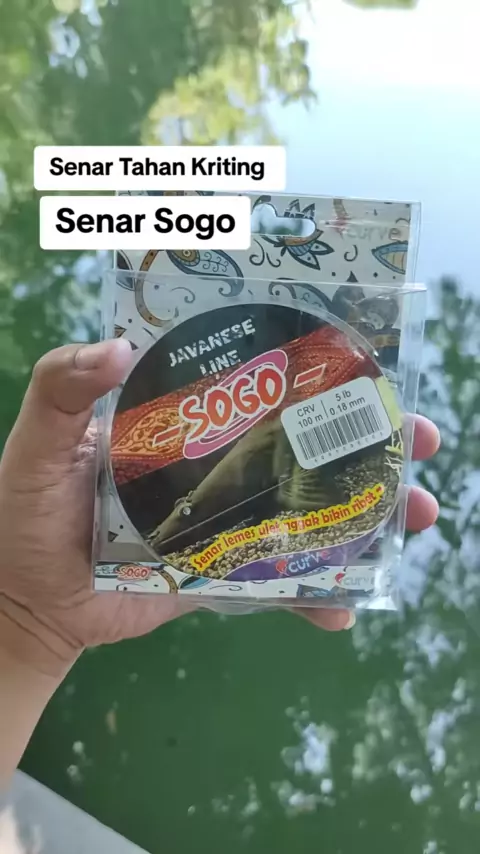 Senar Tahan Kriting
Senar Sogo
curve
JAVANESE
LINE
-SOGO-
CRV 5 lb
100 m 0.18 mm
Senar lemes ulet nggak bikin ribet
curve
SOGO
curve